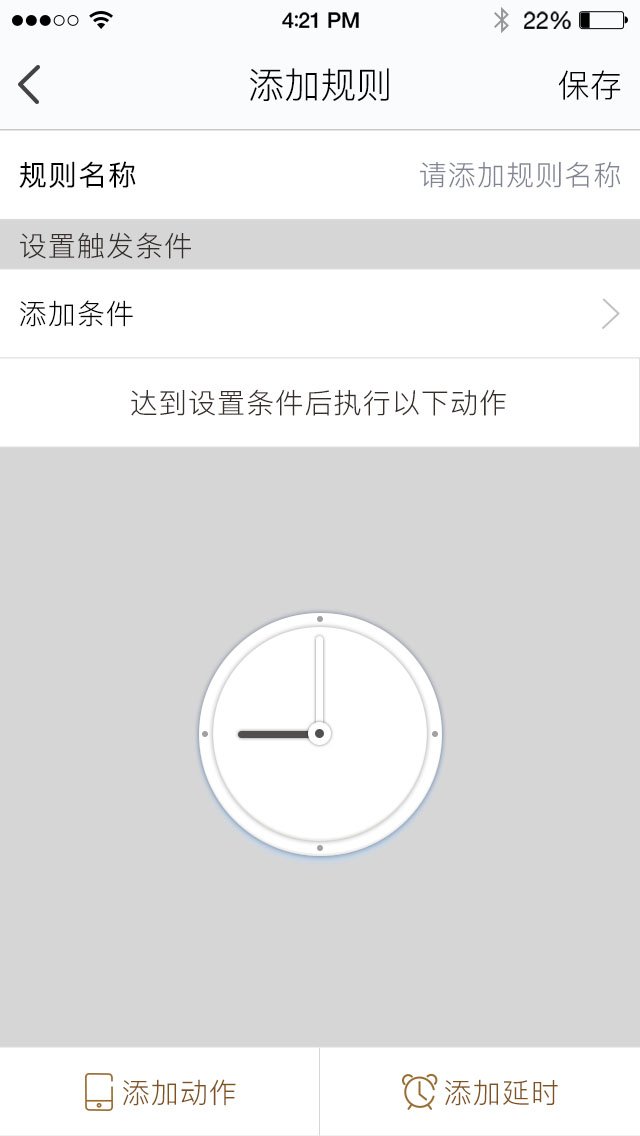 4:21 PM 22%
添加规则 保存
规则名称 请添加规则名称
设置触发条件
添加条件
达到设置条件后执行以下动作
添加动作 添加延时